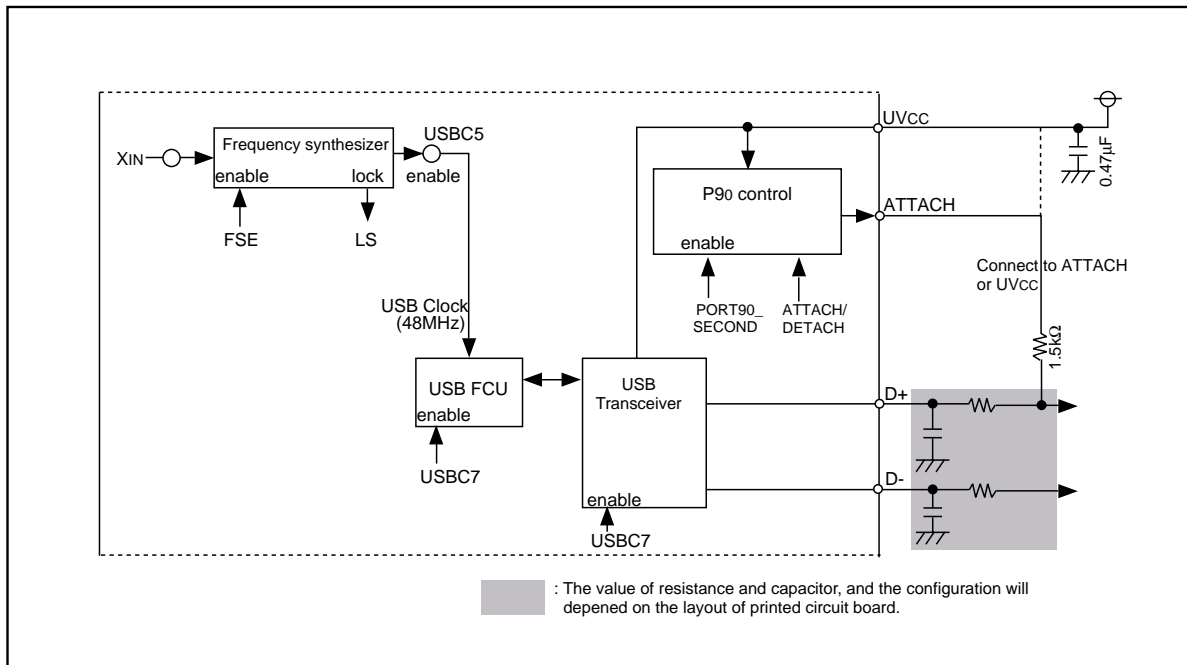 UVCC
USBC5
XIN
Frequency synthesizer
enable
lock
enable
0.47µF
P90 control
enable
ATTACH
FSE
LS
Connect to ATTACH
or UVCC
PORT90_
SECOND
ATTACH/
DETACH
USB Clock
(48MHz)
1.5kΩ
USB FCU
enable
USB
Transceiver
enable
D+
D-
USBC7
USBC7
: The value of resistance and capacitor, and the configuration will
depened on the layout of printed circuit board.